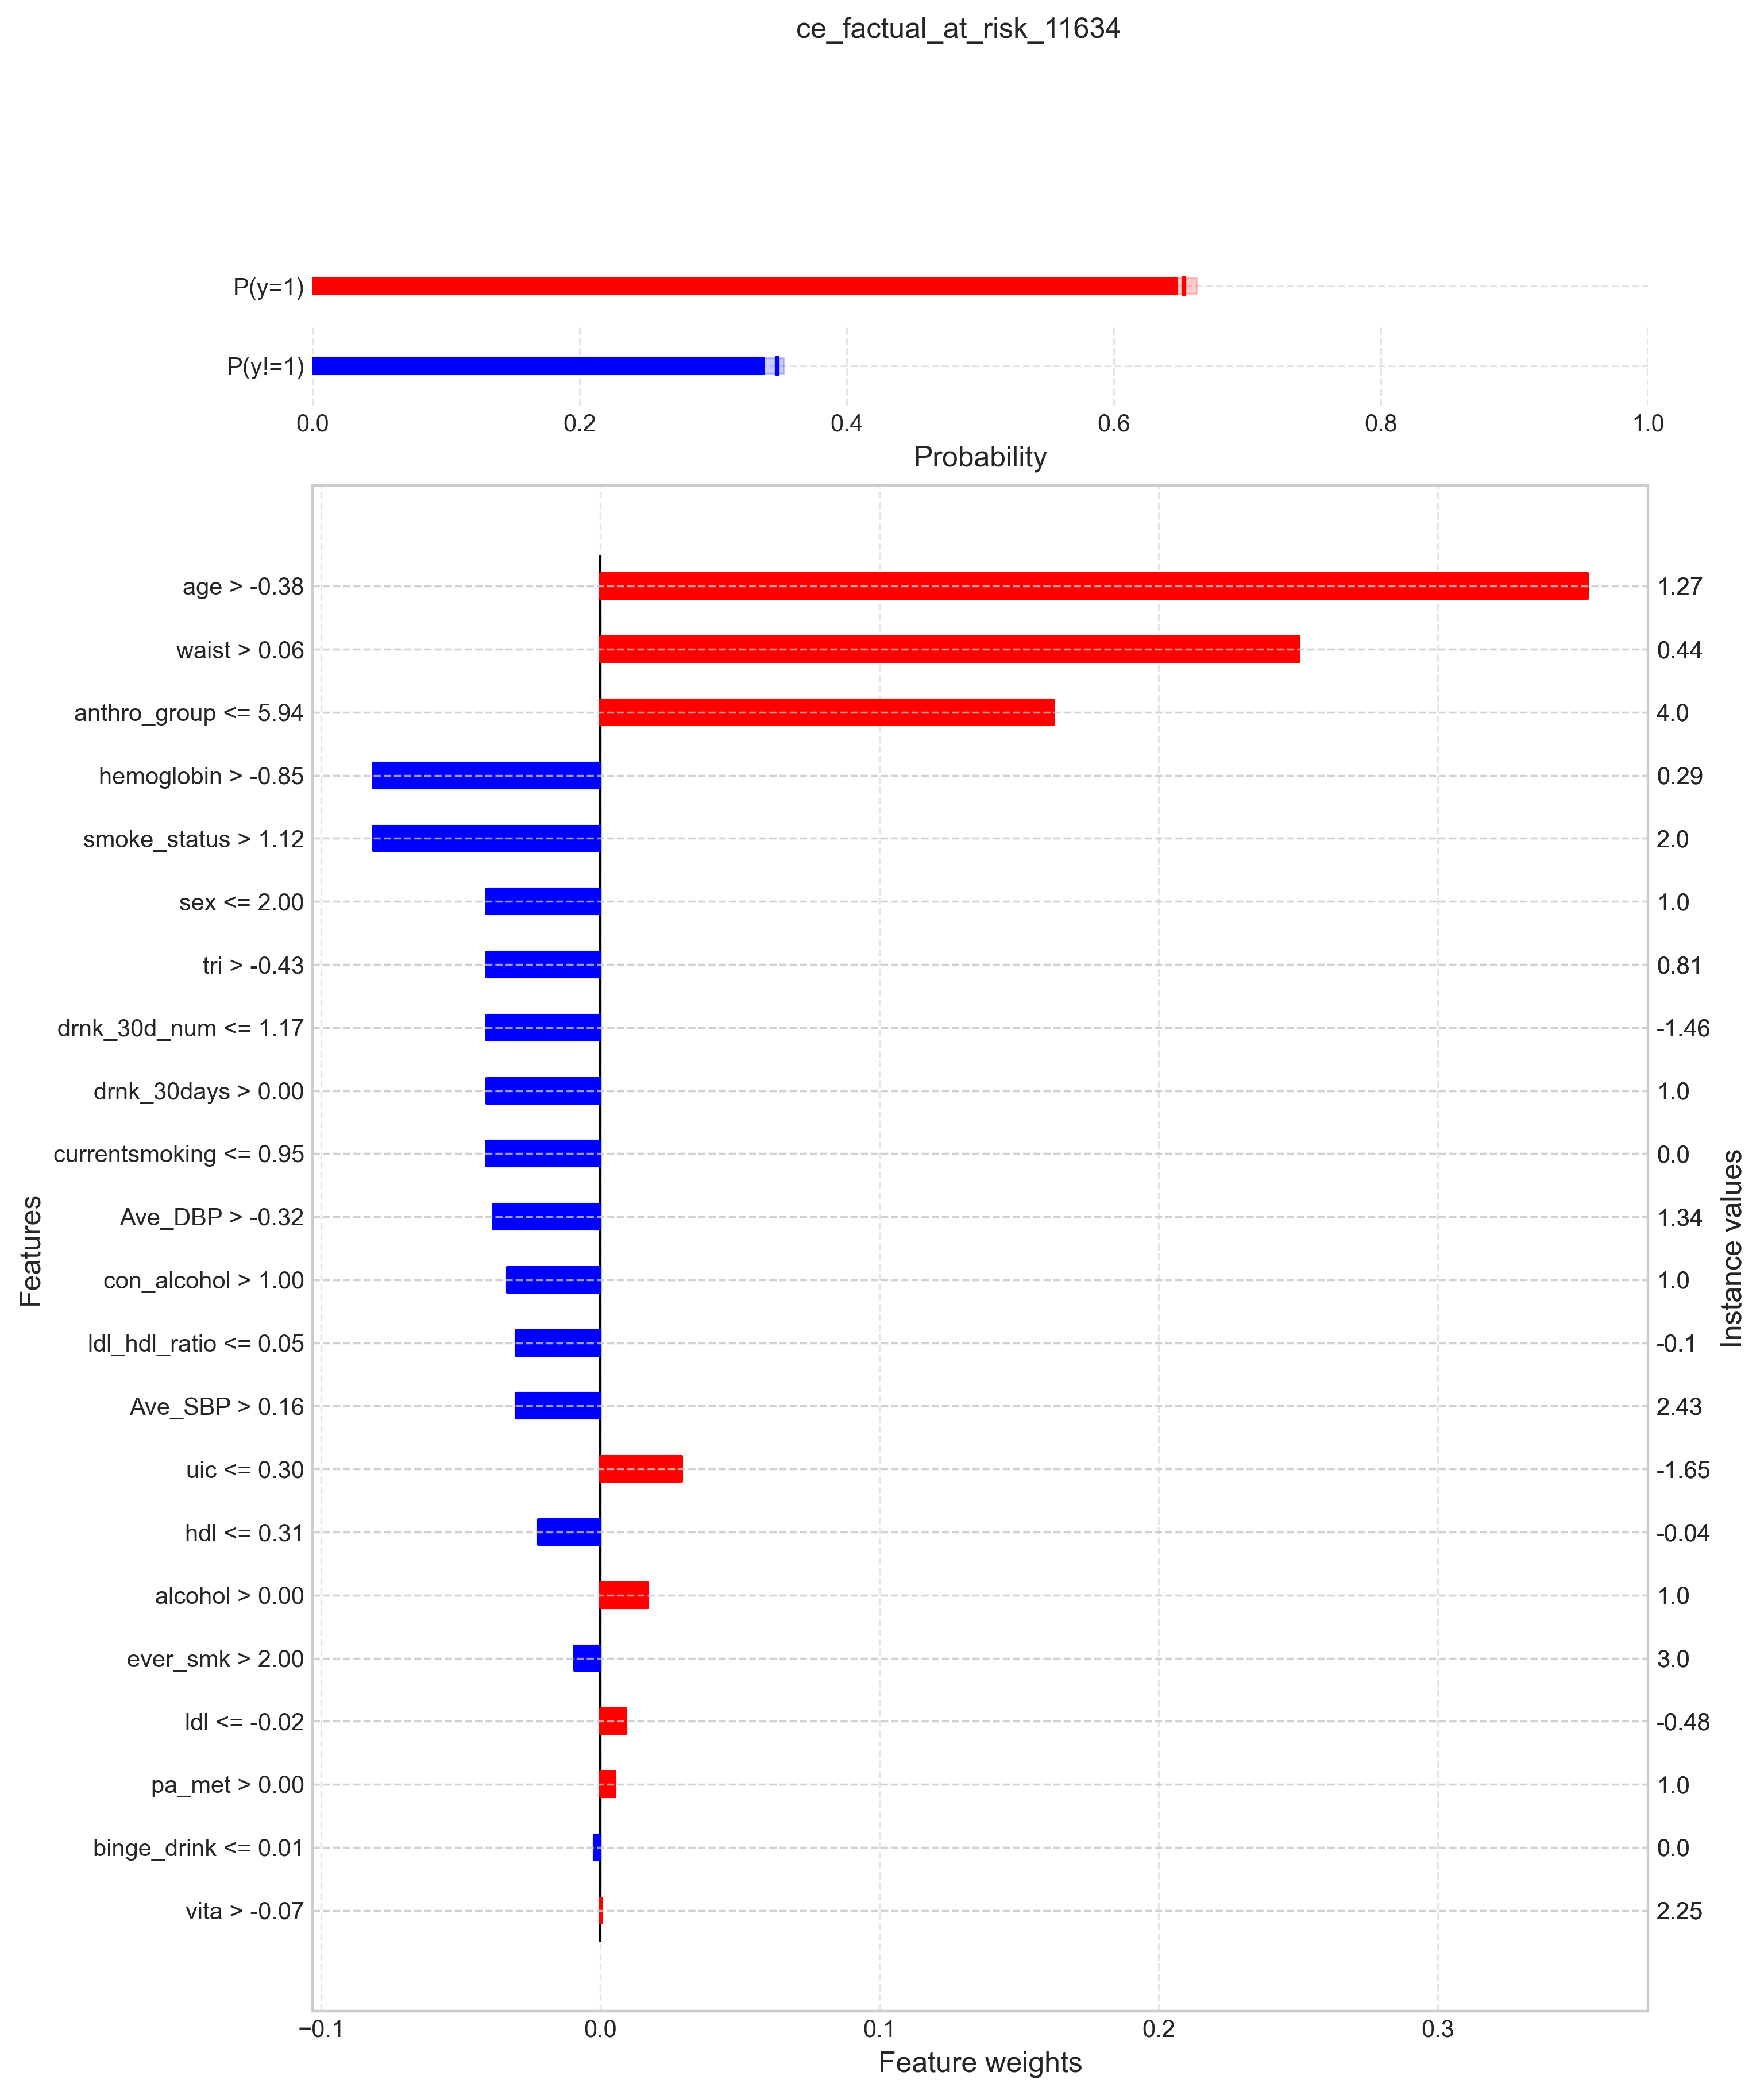 ce_factual_at_risk_11634
P(y=1)
P(y!=1)
0.0 0.2 0.4 0.6 0.8 1.0
Probability
age > -0.38 1.27
waist > 0.06 0.44
anthro_group <= 5.94 4.0
hemoglobin > -0.85 0.29
smoke_status > 1.12 2.0
sex <= 2.00 1.0
tri > -0.43 0.81
drnk_30d_num <= 1.17 -1.46
drnk_30days > 0.00 1.0
currentsmoking <= 0.95 0.0
Ave_DBP > -0.32 1.34
con_alcohol > 1.00 1.0
ldl_hdl_ratio <= 0.05 -0.1
Ave_SBP > 0.16 2.43
uic <= 0.30 -1.65
hdl <= 0.31 -0.04
alcohol > 0.00 1.0
ever_smk > 2.00 3.0
ldl <= -0.02 -0.48
pa_met > 0.00 1.0
binge_drink <= 0.01 0.0
vita > -0.07 2.25
Features
Instance values
−0.1 0.0 0.1 0.2 0.3
Feature weights